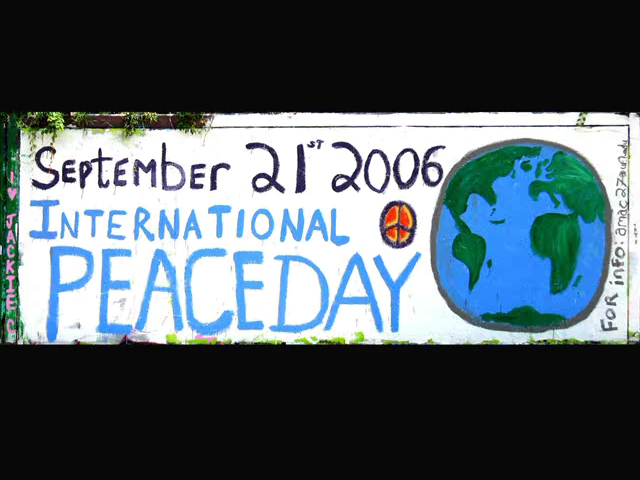 September 21ST 2006
INTERNATIONAL
PEACEDAY
I ♥ JACKIE C
FOR info: